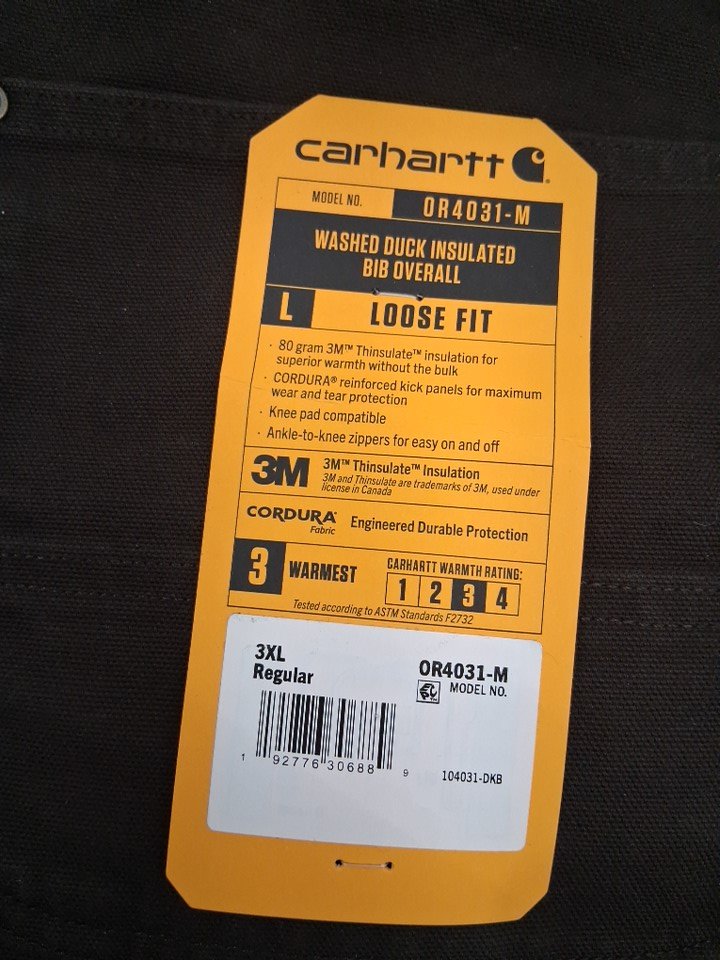 carhartt
MODEL NO. OR4031-M
WASHED DUCK INSULATED
BIB OVERALL
L LOOSE FIT
· 80 gram 3M™ Thinsulate™ insulation for
superior warmth without the bulk
· CORDURA® reinforced kick panels for maximum
wear and tear protection
· Knee pad compatible
· Ankle-to-knee zippers for easy on and off
3M 3M™ Thinsulate™ Insulation
3M and Thinsulate are trademarks of 3M, used under
license in Canada
CORDURA® Engineered Durable Protection
Fabric
3 WARMEST CARHARTT WARMTH RATING:
1 2 3 4
Tested according to ASTM Standards F2732
3XL OR4031-M
Regular MODEL NO.
1 92776 30688 9
104031-DKB